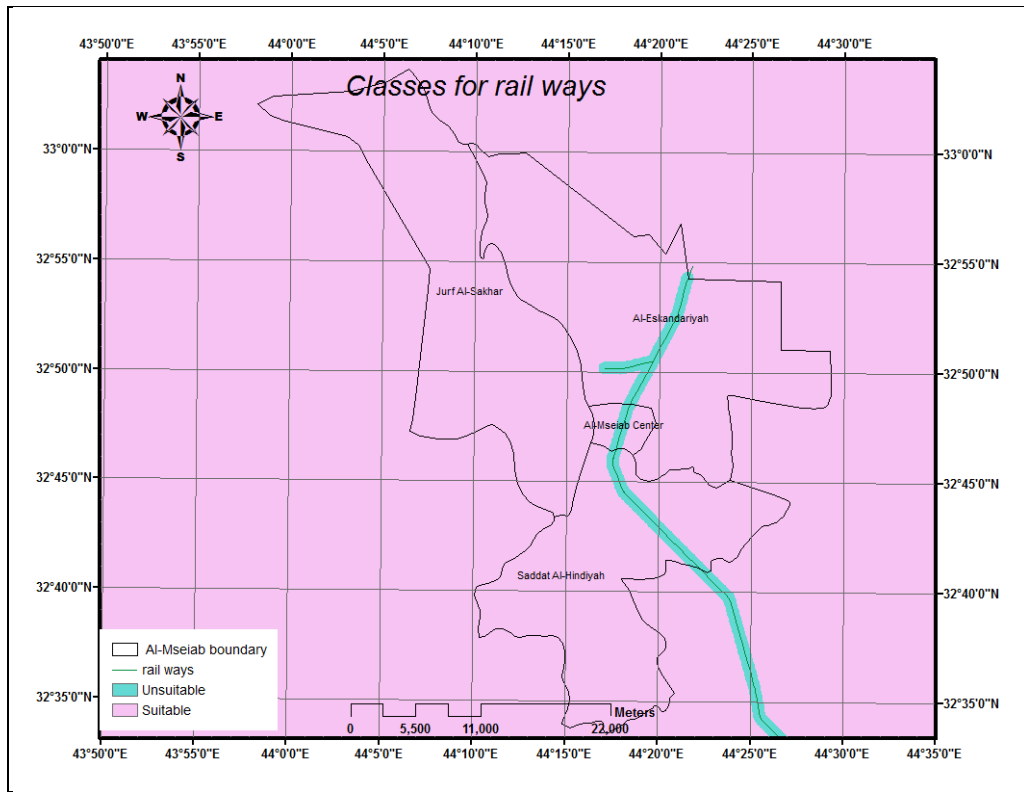 43°50'0"E 43°55'0"E 44°0'0"E 44°5'0"E 44°10'0"E 44°15'0"E 44°20'0"E 44°25'0"E 44°30'0"E
Classes for rail ways
N
W E
S
33°0'0"N 33°0'0"N
32°55'0"N 32°55'0"N
Jurf Al-Sakhar
Al-Eskandariyah
32°50'0"N 32°50'0"N
Al-Mseiab Center
32°45'0"N 32°45'0"N
Saddat Al-Hindiyah
32°40'0"N 32°40'0"N
Al-Mseiab boundary
rail ways
Unsuitable
Suitable
32°35'0"N 32°35'0"N
Meters
0 5,500 11,000 22,000
43°50'0"E 43°55'0"E 44°0'0"E 44°5'0"E 44°10'0"E 44°15'0"E 44°20'0"E 44°25'0"E 44°30'0"E 44°35'0"E